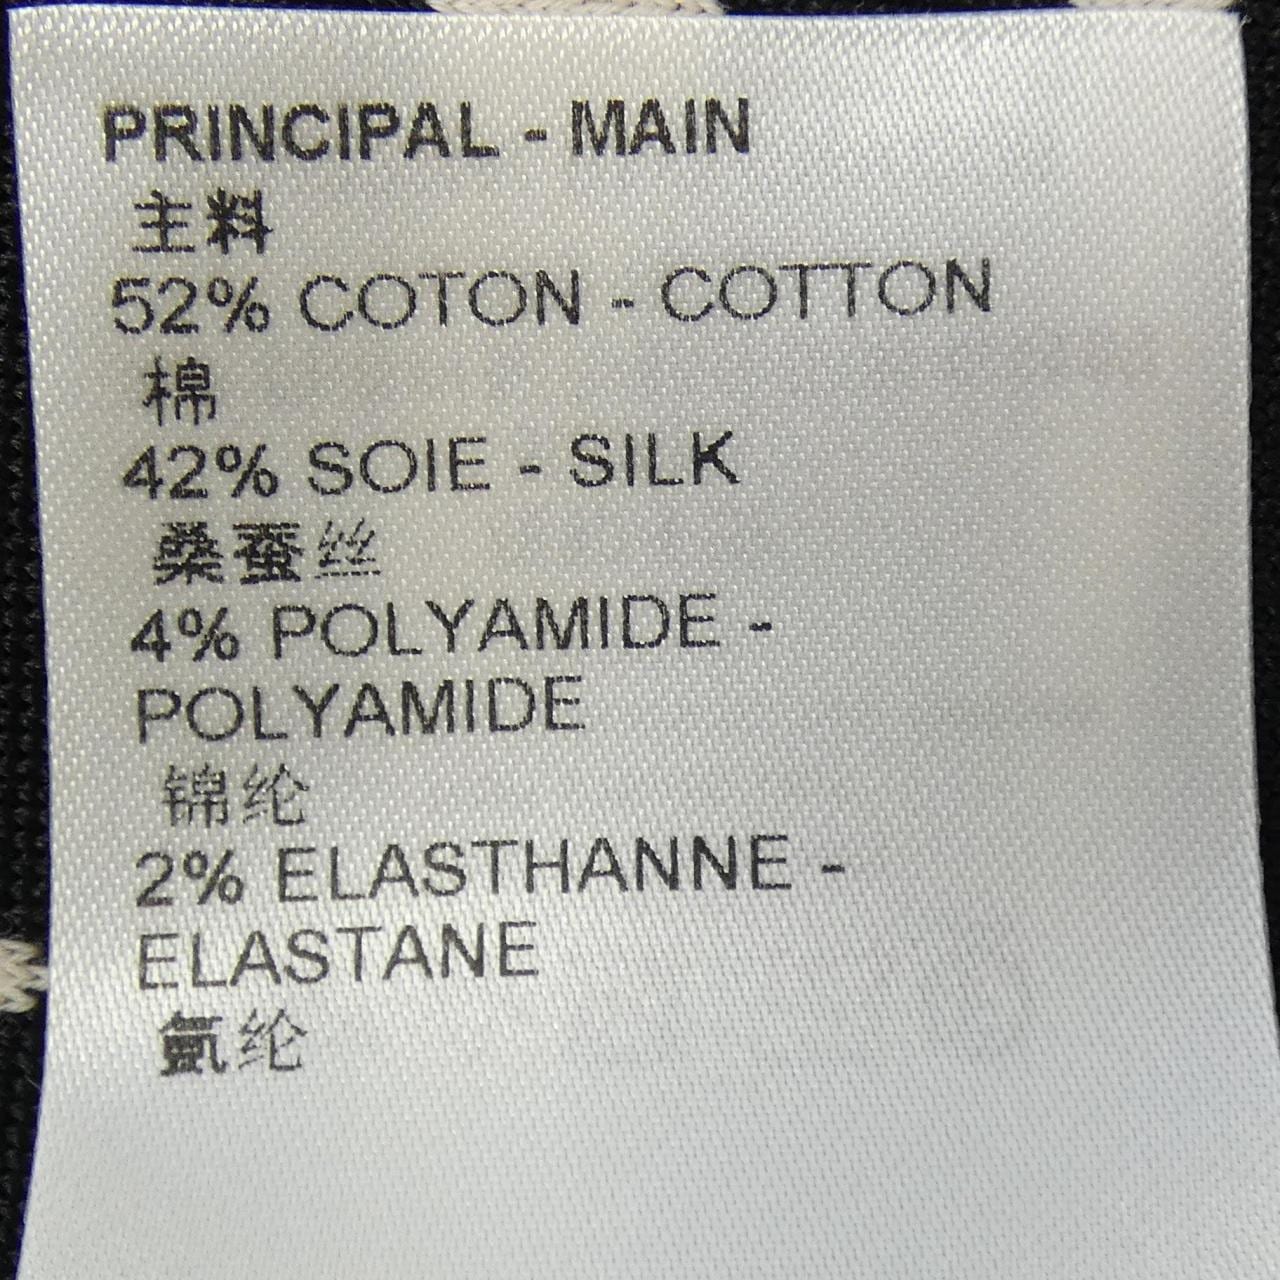 PRINCIPAL - MAIN
主料
52% COTON - COTTON
棉
42% SOIE - SILK
桑蚕丝
4% POLYAMIDE -
POLYAMIDE
锦纶
2% ELASTHANNE -
ELASTANE
氨纶